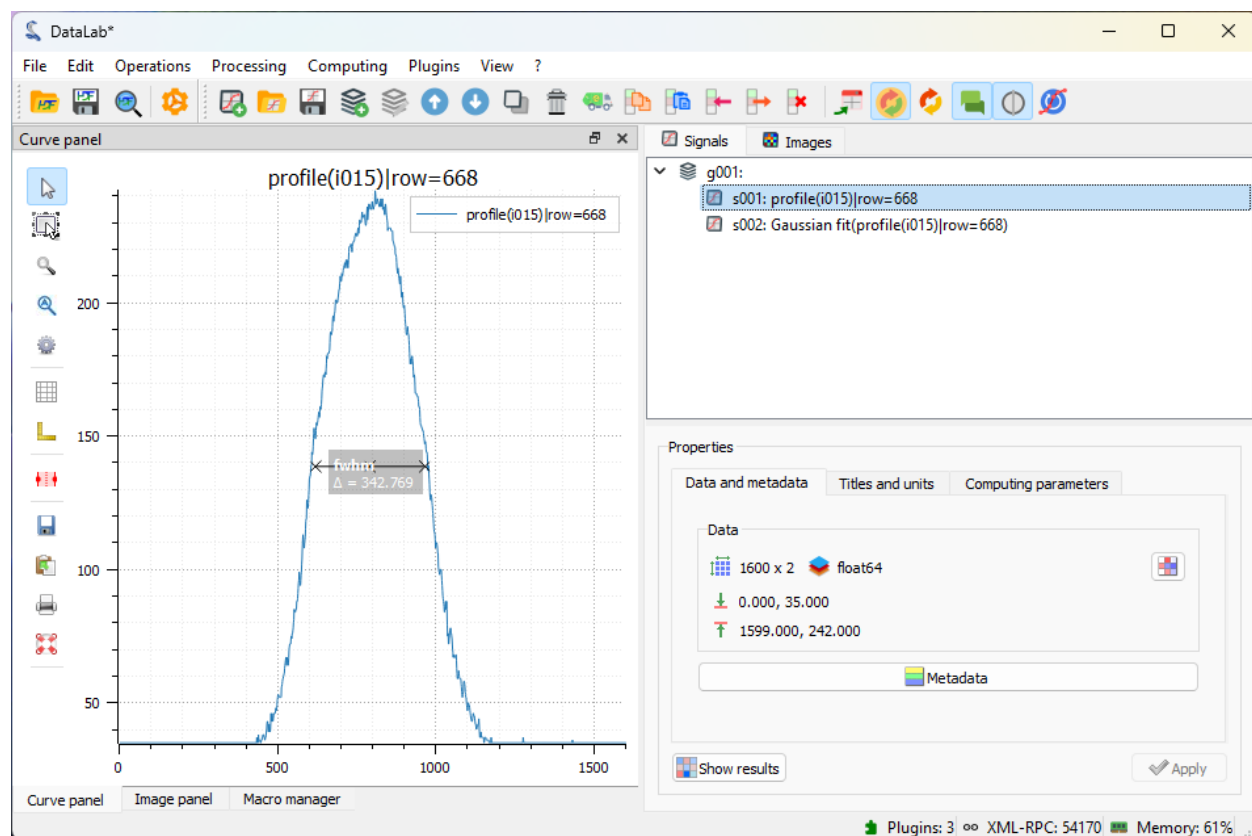 DataLab*
File Edit Operations Processing Computing Plugins View ?
Curve panel
profile(i015)|row=668
profile(i015)|row=668
200
150
100
50
fwhm
Δ = 342.769
0 500 1000 1500
Curve panel Image panel Macro manager
Signals Images
g001:
s001: profile(i015)|row=668
s002: Gaussian fit(profile(i015)|row=668)
Properties
Data and metadata Titles and units Computing parameters
Data
1600 x 2 float64
0.000, 35.000
1599.000, 242.000
Metadata
Show results Apply
Plugins: 3 XML-RPC: 54170 Memory: 61%